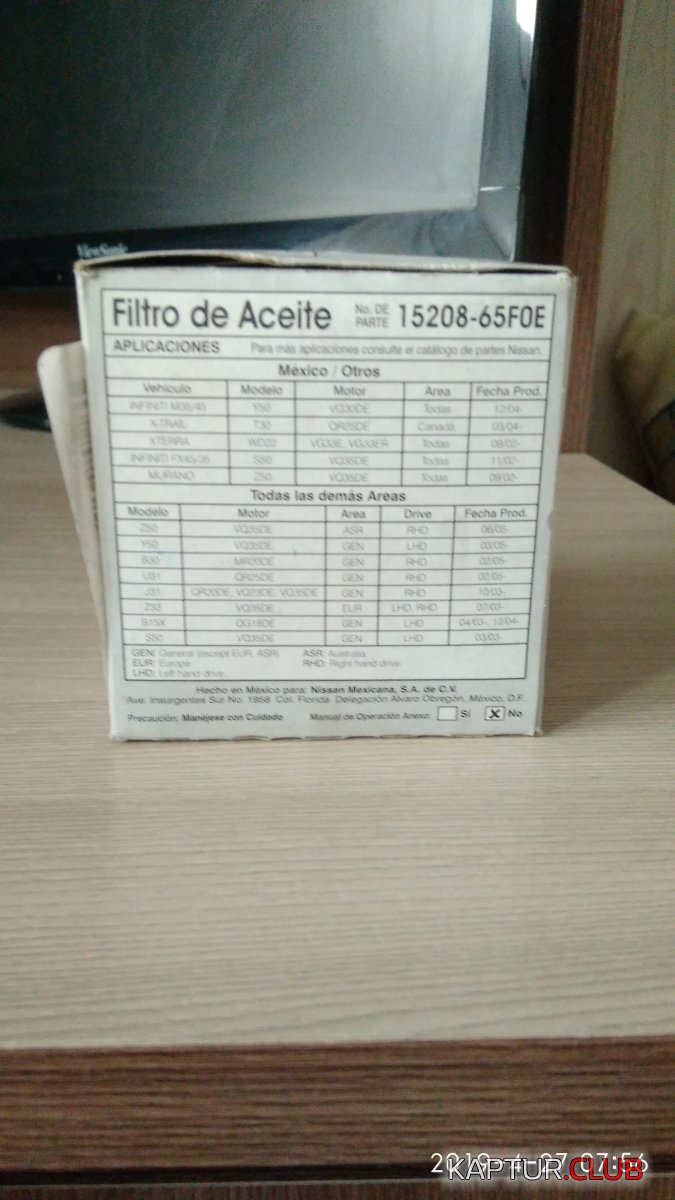 ViewSonic
Filtro de Aceite No. DE PARTE 15208-65F0E
APLICACIONES Para más aplicaciones consulte el catálogo de partes Nissan.
México / Otros
Vehículo Modelo Motor Area Fecha Prod.
INFINITI M35/45 Y50 VQ30DE Todas 12/04-
X-TRAIL T30 QR25DE Canadá 03/04-
XTERRA WD22 VG33E, VG33ER Todas 09/02-
INFINITI FX45/35 S50 VQ35DE Todas 11/02-
MURANO Z50 VQ35DE Todas 09/02-
Todas las demás Areas
Modelo Motor Area Drive Fecha Prod.
Z50 VQ35DE ASR RHD 06/05-
Y50 VQ35DE GEN LHD 03/05-
B30 MR20DE GEN RHD 02/05-
U31 QR25DE GEN RHD 02/05-
J31 QR20DE, VQ23DE, VQ35DE GEN RHD 10/03-
Z33 VQ35DE EUR LHD, RHD 07/03-
B15X QG18DE GEN LHD 04/03-, 12/04-
S50 VQ35DE GEN LHD 03/03-
GEN: General (except EUR, ASR) ASR: Australia
EUR: Europe RHD: Right hand drive
LHD: Left hand drive
Hecho en México para: Nissan Mexicana, S.A. de C.V.
Ave. Insurgentes Sur No. 1958 Col. Florida. Delegación Alvaro Obregón, México, D.F.
Precaución: Manéjese con Cuidado Manual de Operación Anexo: Sí X No
2019-4-27 07:56
KAPTUR.CLUB